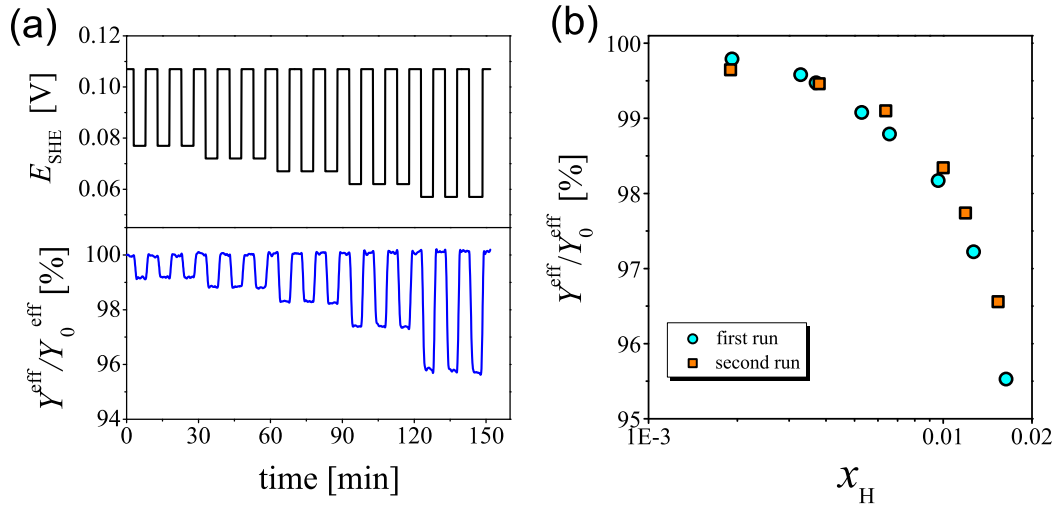 (a)
0.12
0.10
0.08
0.06
E_SHE [V]
100
98
96
94
Y^eff/Y_0^eff [%]
0 30 60 90 120 150
time [min]
(b)
100
99
98
97
96
95
Y^eff/Y_0^eff [%]
first run
second run
1E-3 0.01 0.02
x_H